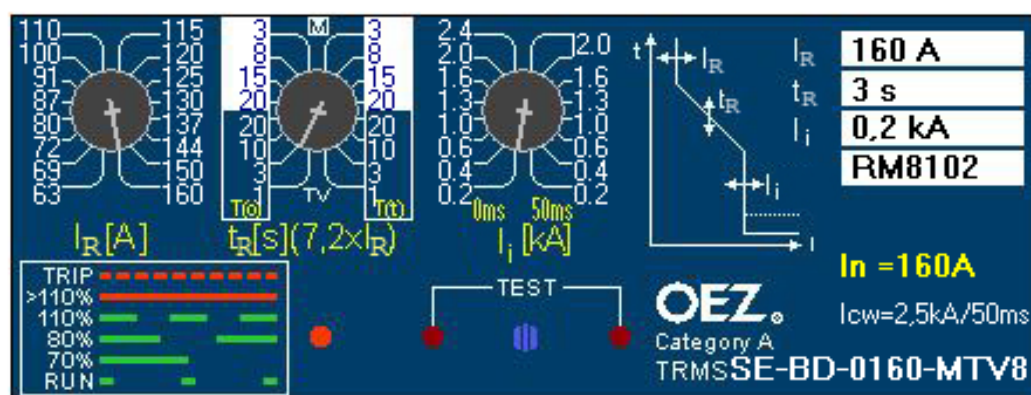 110 115
100 120
91 125
87 130
80 137
72 144
69 150
63 160
I_R[A]
M
3 3
8 8
15 15
20 20
20 20
10 10
3 3
1 1
T(o) TV T(t)
t_R[s](7,2xI_R)
2.4 2.0
2.0
1.6 1.6
1.3 1.3
1.0 1.0
0.6 0.6
0.4 0.4
0.2 0.2
0ms 50ms
I_i [kA]
t
I_R
t_R
I_i
I
I_R 160 A
t_R 3 s
I_i 0,2 kA
RM8102
In =160A
Icw=2,5kA/50ms
TRIP
>110%
110%
80%
70%
RUN
TEST
OEZ.
Category A
TRMS SE-BD-0160-MTV8